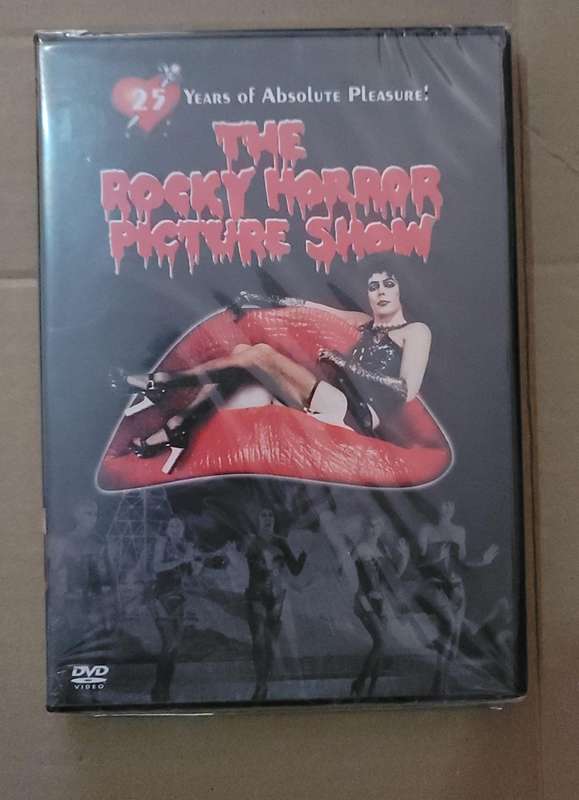 25 YEARS OF ABSOLUTE PLEASURE!
THE
ROCKY HORROR
PICTURE SHOW
DVD
VIDEO